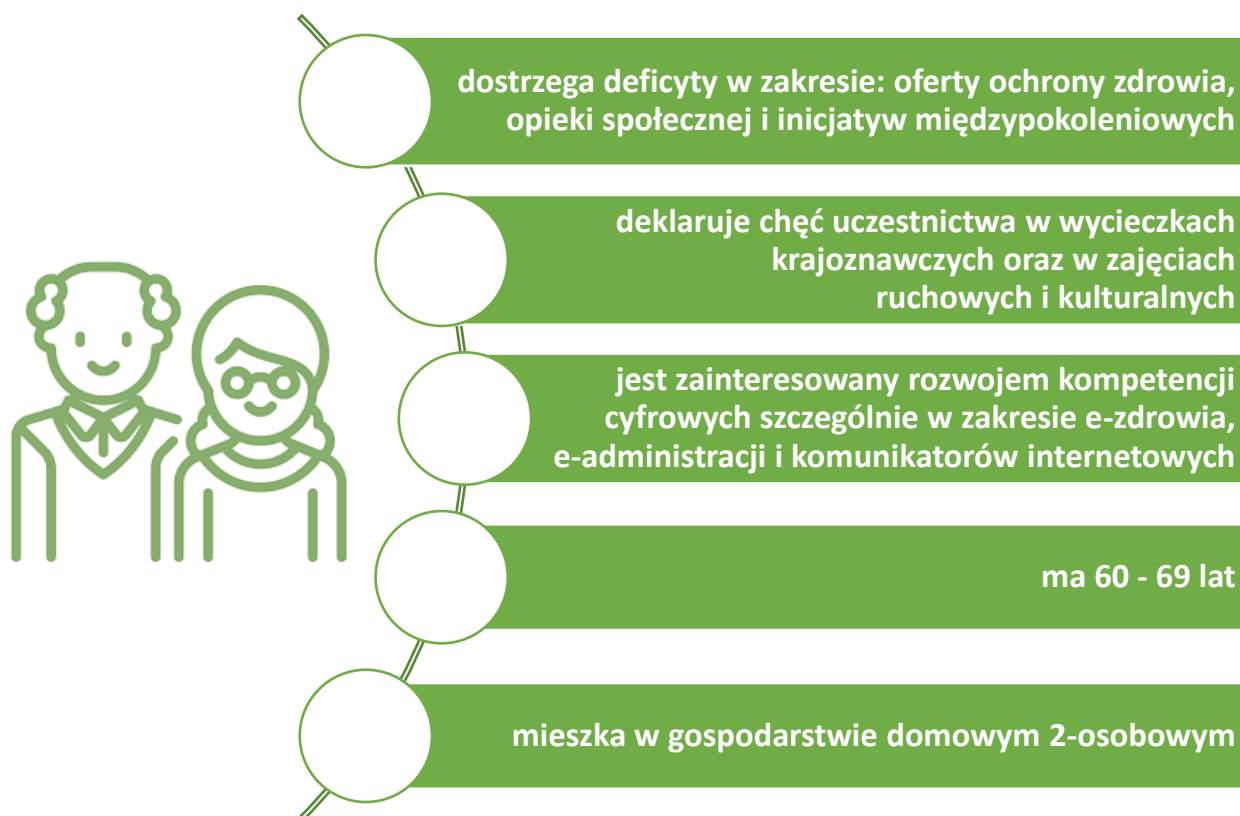 dostrzega deficyty w zakresie: oferty ochrony zdrowia,
opieki społecznej i inicjatyw międzypokoleniowych
deklaruje chęć uczestnictwa w wycieczkach
krajoznawczych oraz w zajęciach
ruchowych i kulturalnych
jest zainteresowany rozwojem kompetencji
cyfrowych szczególnie w zakresie e-zdrowia,
e-administracji i komunikatorów internetowych
ma 60 - 69 lat
mieszka w gospodarstwie domowym 2-osobowym